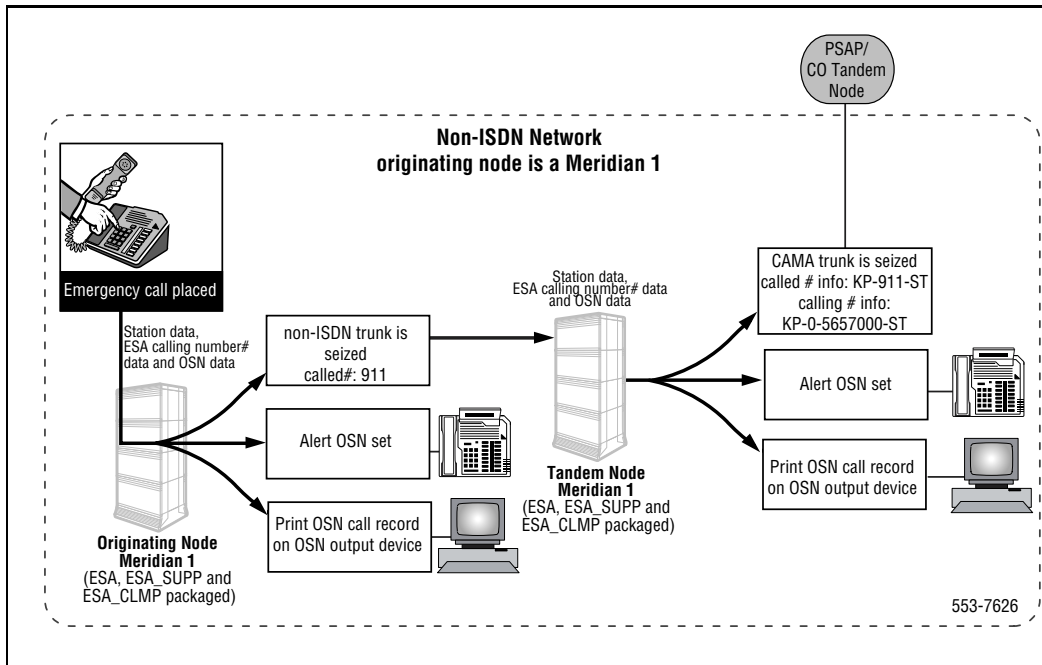 PSAP/
CO Tandem
Node
Non-ISDN Network
originating node is a Meridian 1
Emergency call placed
Station data,
ESA calling number#
data and OSN data
non-ISDN trunk is
seized
called#: 911
Alert OSN set
Print OSN call record
on OSN output device
Originating Node
Meridian 1
(ESA, ESA_SUPP and
ESA_CLMP packaged)
Station data,
ESA calling number# data
and OSN data
Tandem Node
Meridian 1
(ESA, ESA_SUPP and
ESA_CLMP packaged)
CAMA trunk is seized
called # info: KP-911-ST
calling # info:
KP-0-5657000-ST
Alert OSN set
Print OSN call record
on OSN output device
553-7626